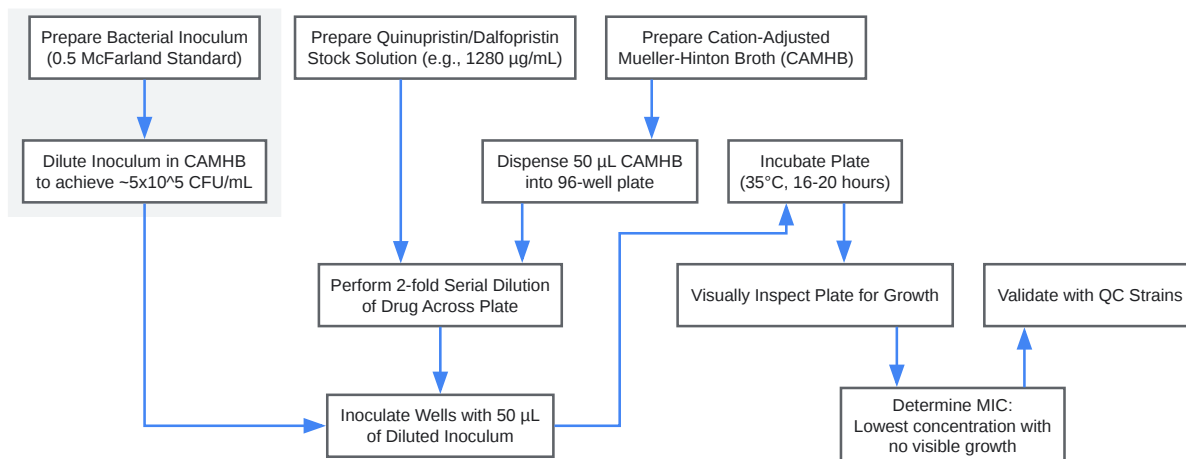 Prepare Bacterial Inoculum
(0.5 McFarland Standard)
Prepare Quinupristin/Dalfopristin
Stock Solution (e.g., 1280 µg/mL)
Prepare Cation-Adjusted
Mueller-Hinton Broth (CAMHB)
Dilute Inoculum in CAMHB
to achieve ~5x10^5 CFU/mL
Dispense 50 µL CAMHB
into 96-well plate
Incubate Plate
(35°C, 16-20 hours)
Perform 2-fold Serial Dilution
of Drug Across Plate
Visually Inspect Plate for Growth
Validate with QC Strains
Inoculate Wells with 50 µL
of Diluted Inoculum
Determine MIC:
Lowest concentration with
no visible growth